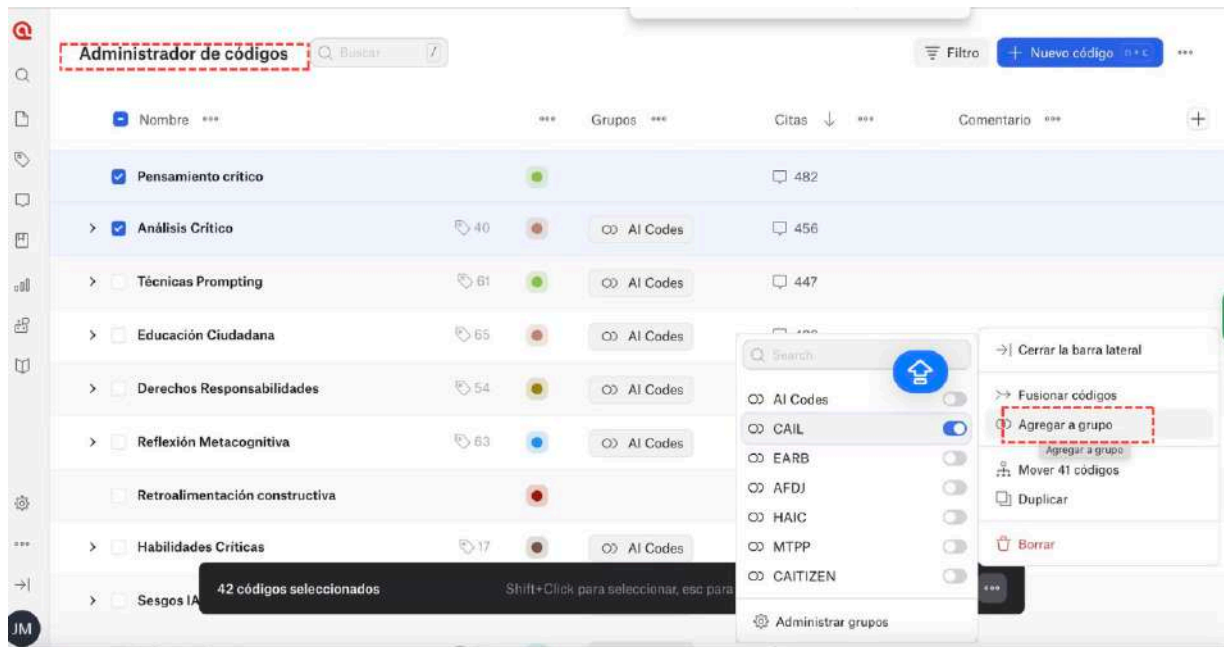 Administrador de códigos
Buscar /
Filtro
+ Nuevo código n+c
Nombre
Grupos
Citas
Comentario
Pensamiento crítico 482
Análisis Crítico 40 AI Codes 456
Técnicas Prompting 61 AI Codes 447
Educación Ciudadana 65 AI Codes
Derechos Responsabilidades 54 AI Codes
Reflexión Metacognitiva 63 AI Codes
Retroalimentación constructiva
Habilidades Críticas 17 AI Codes
Sesgos IA
42 códigos seleccionados
Shift+Click para seleccionar, esc para
Search
AI Codes
CAIL
EARB
AFDJ
HAIC
MTPP
CAITIZEN
Administrar grupos
Cerrar la barra lateral
Fusionar códigos
Agregar a grupo
Agregar a grupo
Mover 41 códigos
Duplicar
Borrar
JM